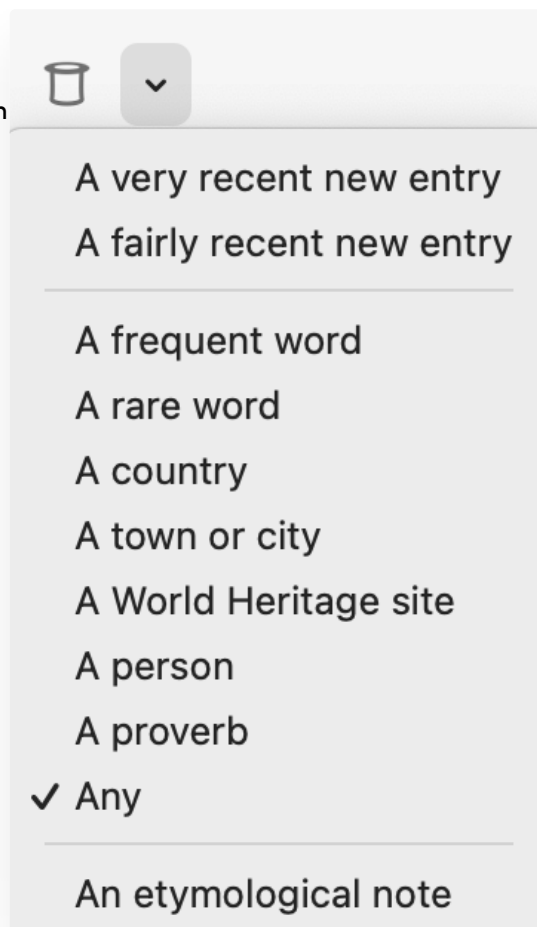 n
A very recent new entry
A fairly recent new entry
A frequent word
A rare word
A country
A town or city
A World Heritage site
A person
A proverb
✓ Any
An etymological note